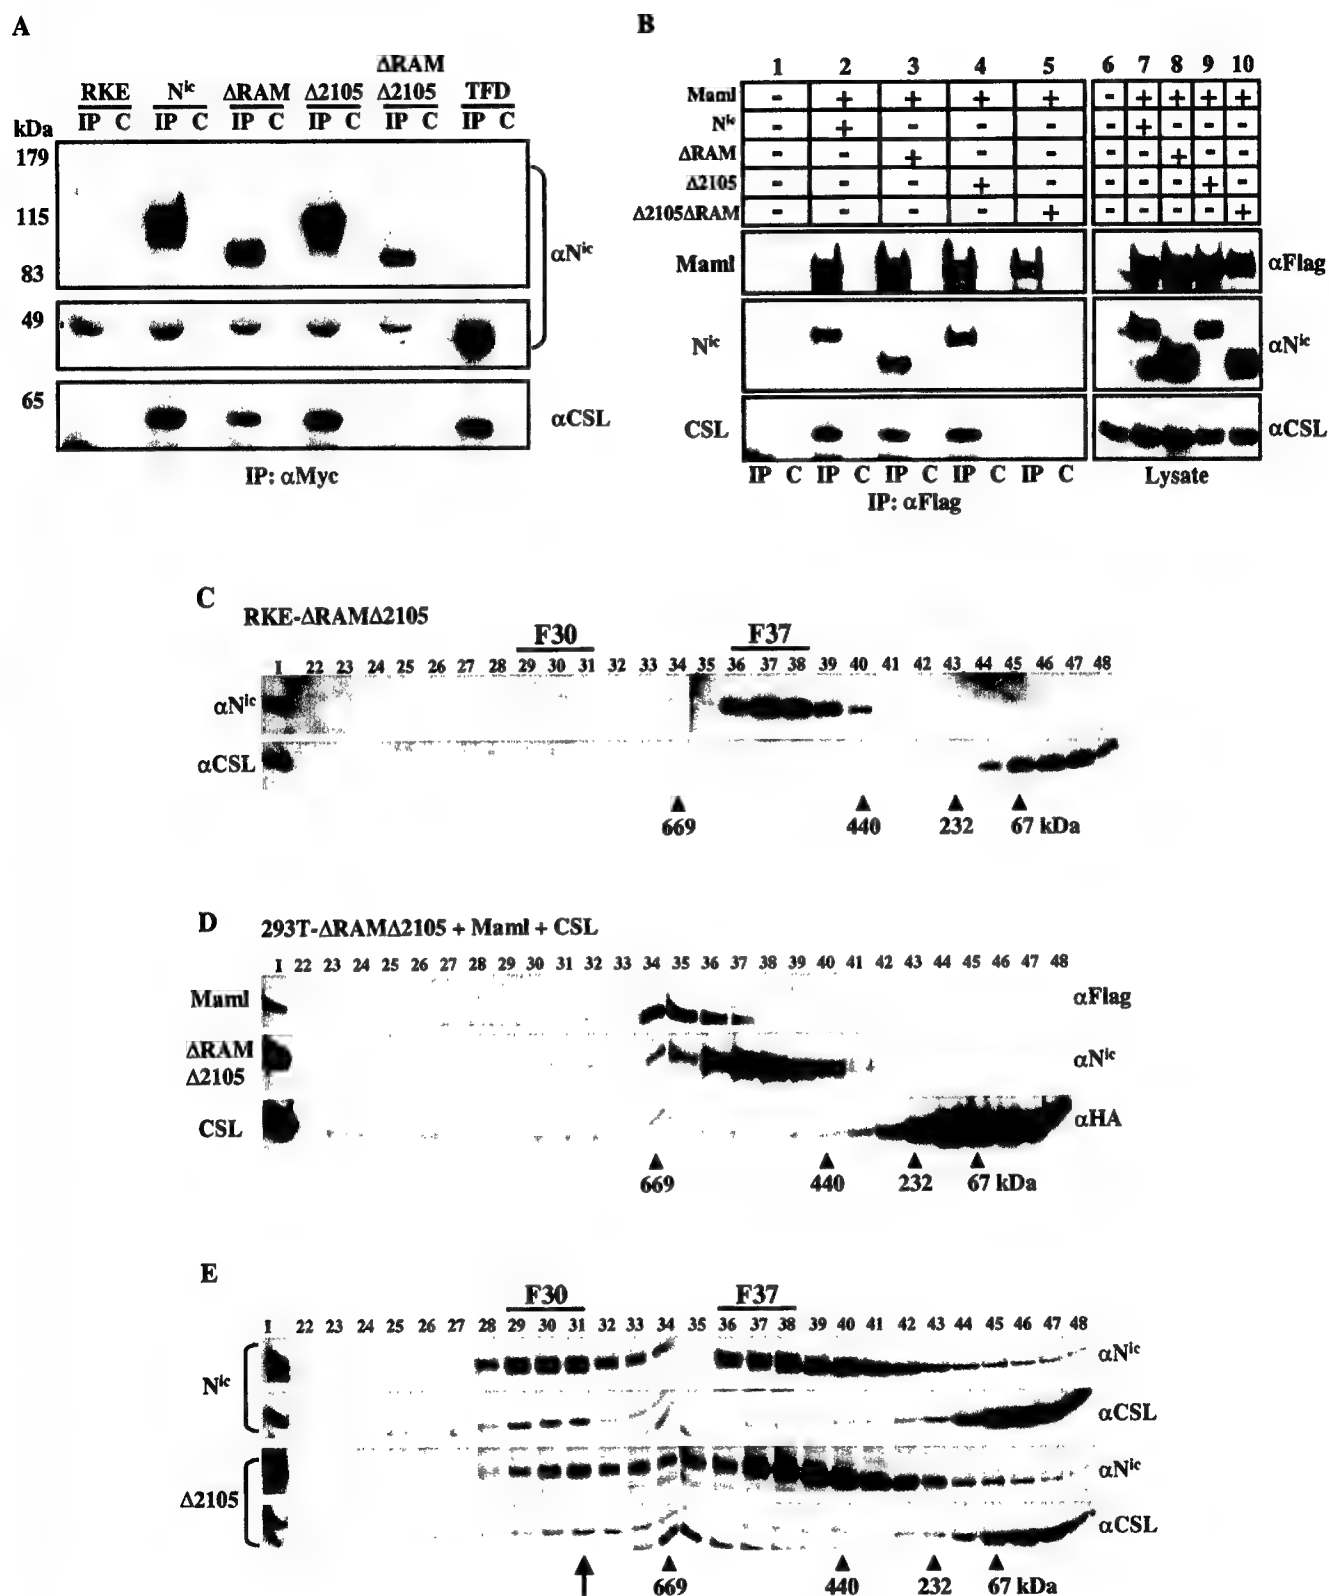 A
ΔRAM
RKE N^ic ΔRAM Δ2105 Δ2105 TFD
IP C IP C IP C IP C IP C IP C
kDa
179
115
83
αN^ic
49
65
αCSL
IP: αMyc
B
1 2 3 4 5 6 7 8 9 10
Maml - + + + + - + + + +
N^ic - + - - - - + - - -
ΔRAM - - + - - - - + - -
Δ2105 - - - + - - - - + -
Δ2105ΔRAM - - - - + - - - - +
Maml αFlag
N^ic αN^ic
CSL αCSL
IP C IP C IP C IP C IP C Lysate
IP: αFlag
C
RKE-ΔRAMΔ2105
F30 F37
I 22 23 24 25 26 27 28 29 30 31 32 33 34 35 36 37 38 39 40 41 42 43 44 45 46 47 48
αN^ic
αCSL
669 440 232 67 kDa
D
293T-ΔRAMΔ2105 + Maml + CSL
I 22 23 24 25 26 27 28 29 30 31 32 33 34 35 36 37 38 39 40 41 42 43 44 45 46 47 48
Maml αFlag
ΔRAM
Δ2105 αN^ic
CSL αHA
669 440 232 67 kDa
E
F30 F37
I 22 23 24 25 26 27 28 29 30 31 32 33 34 35 36 37 38 39 40 41 42 43 44 45 46 47 48
N^ic αN^ic
αCSL
Δ2105 αN^ic
αCSL
669 440 232 67 kDa